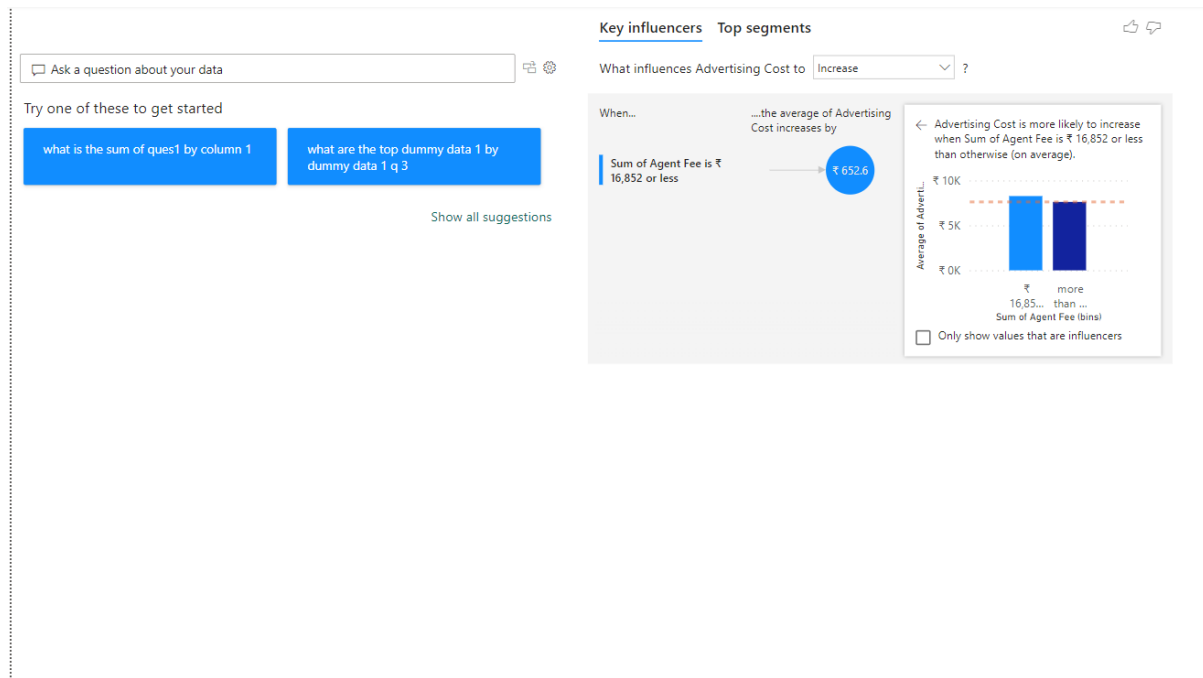 Ask a question about your data
Try one of these to get started
what is the sum of ques1 by column 1
what are the top dummy data 1 by
dummy data 1 q 3
Show all suggestions
Key influencers
Top segments
What influences Advertising Cost to
Increase
?
When...
....the average of Advertising
Cost increases by
Sum of Agent Fee is ₹
16,852 or less
₹ 652.6
Advertising Cost is more likely to increase
when Sum of Agent Fee is ₹ 16,852 or less
than otherwise (on average).
Average of Adverti...
₹ 10K
₹ 5K
₹ 0K
₹
16,85...
more
than ...
Sum of Agent Fee (bins)
Only show values that are influencers